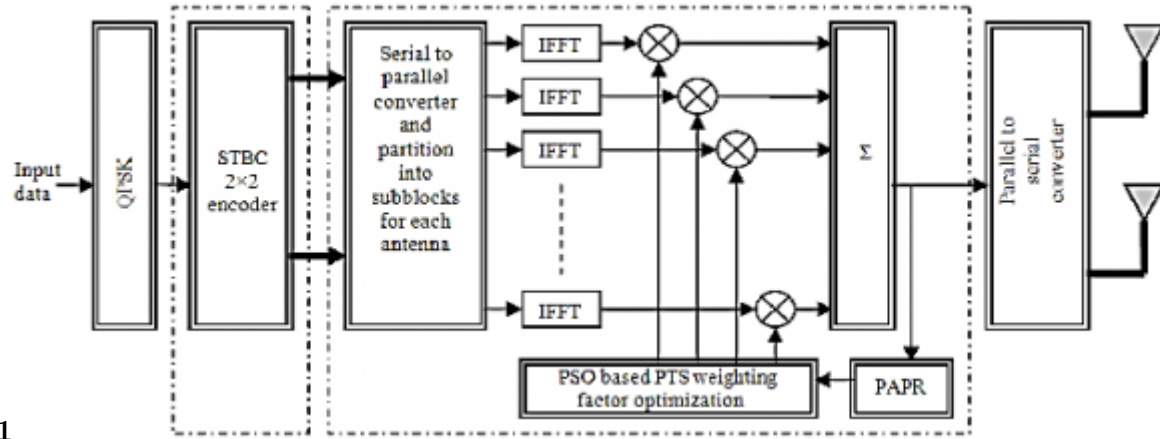 Input
data
QPSK
STBC
2×2
encoder
Serial to
parallel
converter
and
partition
into
subblocks
for each
antenna
IFFT
IFFT
IFFT
IFFT
Σ
Parallel to
serial
converter
PSO based PTS weighting
factor optimization
PAPR
1